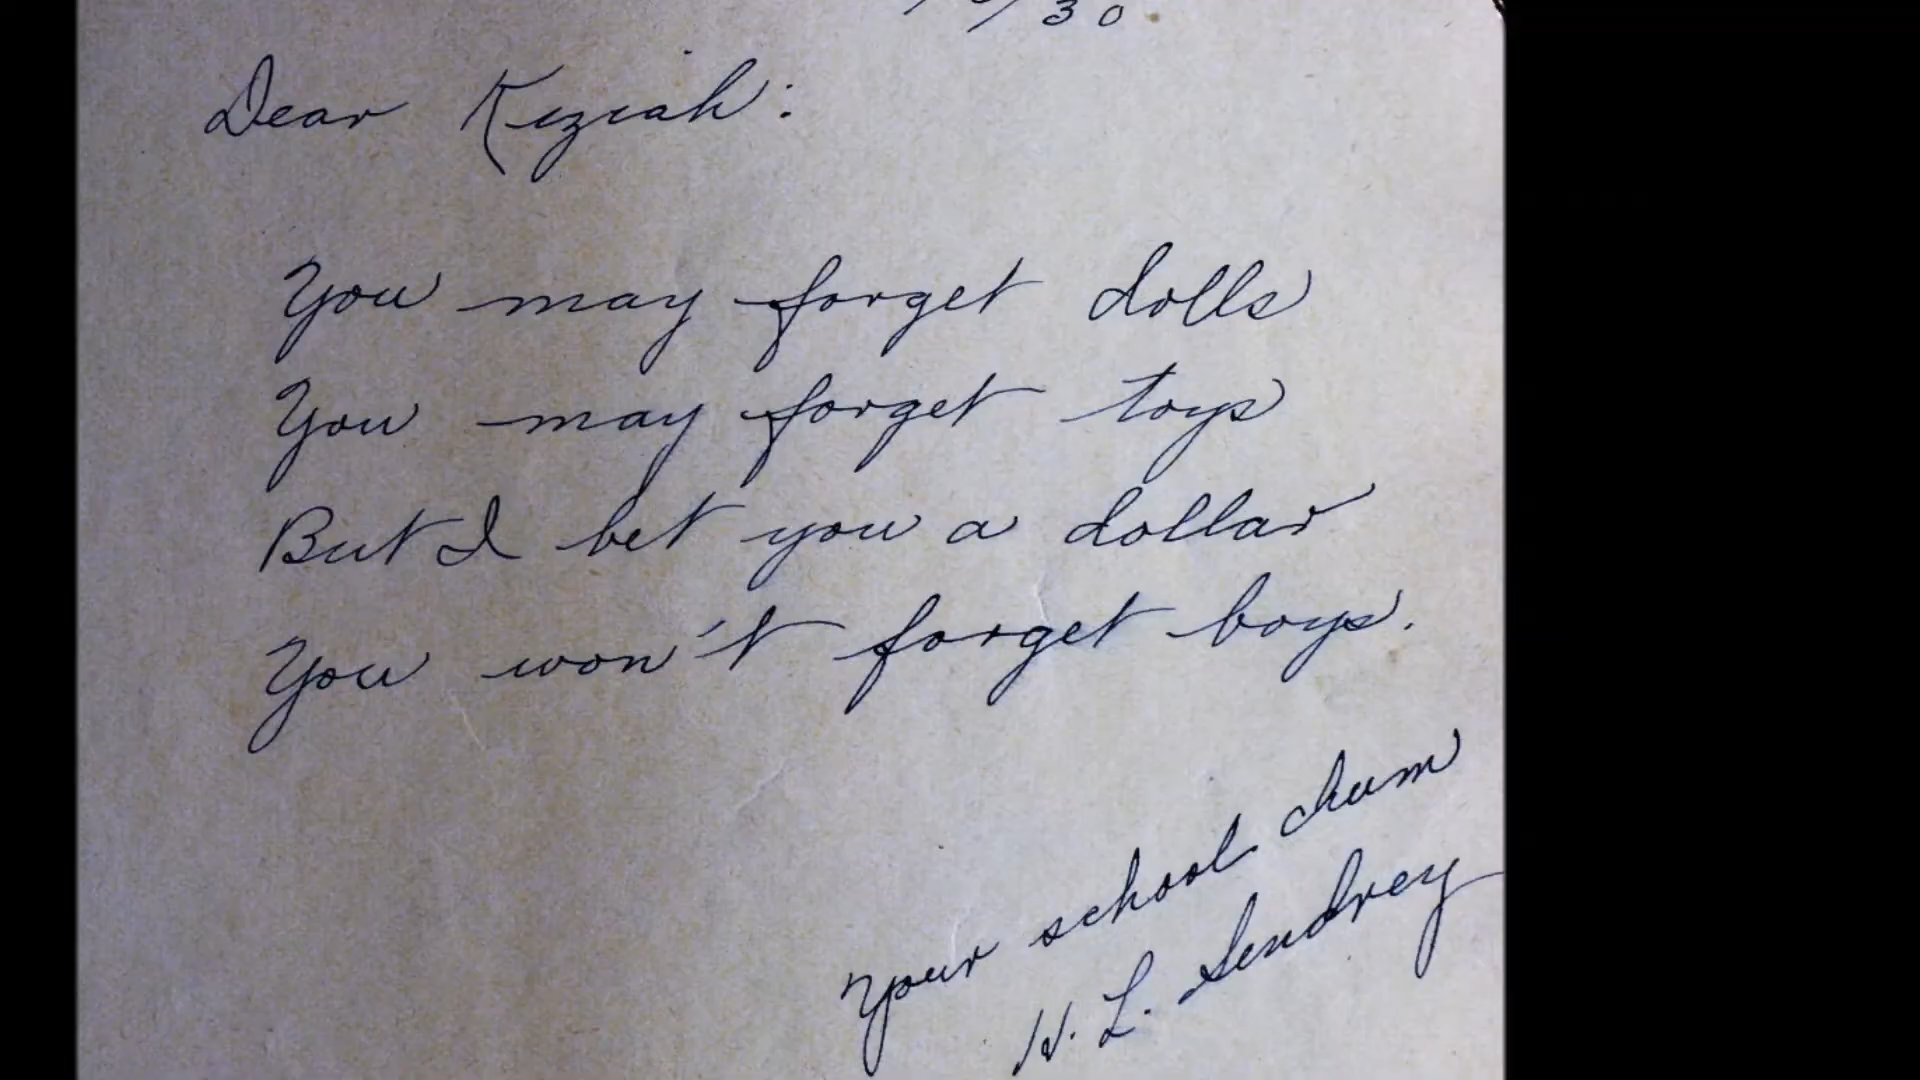 /30
Dear Keziah:
You may forget dolls
You may forget toys
But I bet you a dollar
You won't forget boys.
Your school chum
H. L. Sendrey